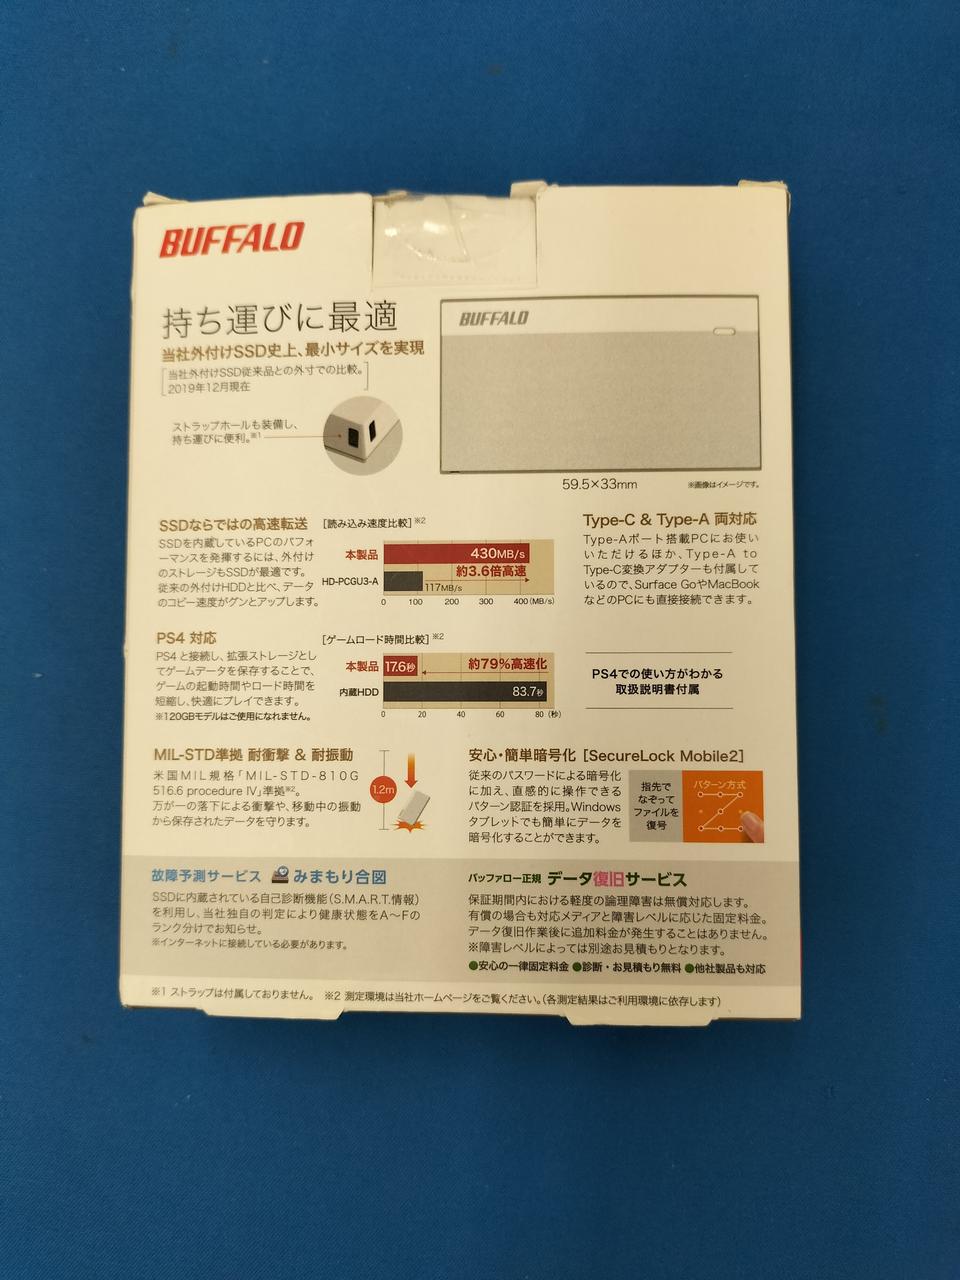 BUFFALO
持ち運びに最適
当社外付けSSD史上、最小サイズを実現
当社外付けSSD従来品との外寸での比較。
2019年12月現在
ストラップホールも装備し、
持ち運びに便利。※1
BUFFALO
59.5×33mm
※画像はイメージです。
SSDならではの高速転送
SSDを内蔵しているPCのパフォ
ーマンスを発揮するには、外付け
のストレージもSSDが最適です。
従来の外付けHDDと比べ、データ
のコピー速度がグンとアップします。
[読み込み速度比較]※2
本製品
430MB/s
約3.6倍高速
HD-PCGU3-A
117MB/s
0 100 200 300 400(MB/s)
Type-C & Type-A 両対応
Type-Aポート搭載PCにお使い
いただけるほか、Type-A to
Type-C変換アダプターも付属して
いるので、Surface GoやMacBook
などのPCにも直接接続できます。
PS4 対応
PS4 と接続し、拡張ストレージとし
てゲームデータを保存することで、
ゲームの起動時間やロード時間を
短縮し、快適にプレイできます。
※120GBモデルはご使用になれません。
[ゲームロード時間比較]※2
本製品
17.6秒
約79%高速化
内蔵HDD
83.7秒
0 20 40 60 80 (秒)
PS4での使い方がわかる
取扱説明書付属
MIL-STD準拠 耐衝撃 & 耐振動
米国MIL規格「MIL-STD-810G
516.6 procedure IV」準拠※2。
万が一の落下による衝撃や、移動中の振動
から保存されたデータを守ります。
1.2m
安心・簡単暗号化 [SecureLock Mobile2]
従来のパスワードによる暗号化
に加え、直感的に操作できる
パターン認証を採用。Windows
タブレットでも簡単にデータを
暗号化することができます。
指先で
なぞって
ファイルを
復号
パターン方式
故障予測サービス みまもり合図
SSDに内蔵されている自己診断機能(S.M.A.R.T.情報)
を利用し、当社独自の判定により健康状態をA〜Fの
ランク分けでお知らせ。
※インターネットに接続している必要があります。
バッファロー正規 データ復旧サービス
保証期間内における軽度の論理障害は無償対応します。
有償の場合も対応メディアと障害レベルに応じた固定料金。
データ復旧作業後に追加料金が発生することはありません。
※障害レベルによっては別途お見積もりとなります。
●安心の一律固定料金 ●診断・お見積もり無料 ●他社製品も対応
※1 ストラップは付属しておりません。 ※2 測定環境は当社ホームページをご覧ください。(各測定結果はご利用環境に依存します)